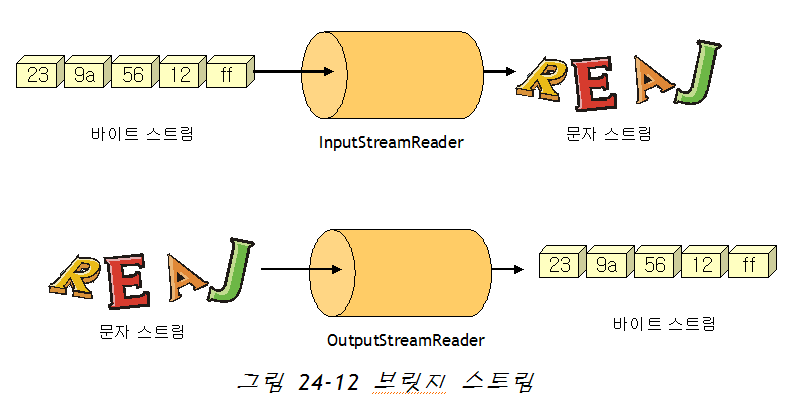 23 9a 56 12 ff
R E A J
바이트 스트림
InputStreamReader
문자 스트림
R E A J
23 9a 56 12 ff
문자 스트림
OutputStreamReader
바이트 스트림
그림 24-12 브릿지 스트림